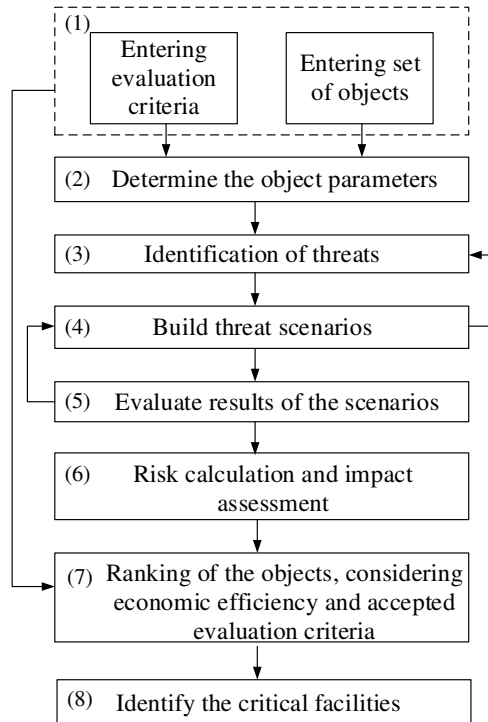 (1)
Entering
evaluation
criteria
Entering set
of objects
(2) Determine the object parameters
(3) Identification of threats
(4) Build threat scenarios
(5) Evaluate results of the scenarios
(6) Risk calculation and impact
assessment
(7) Ranking of the objects, considering
economic efficiency and accepted
evaluation criteria
(8) Identify the critical facilities